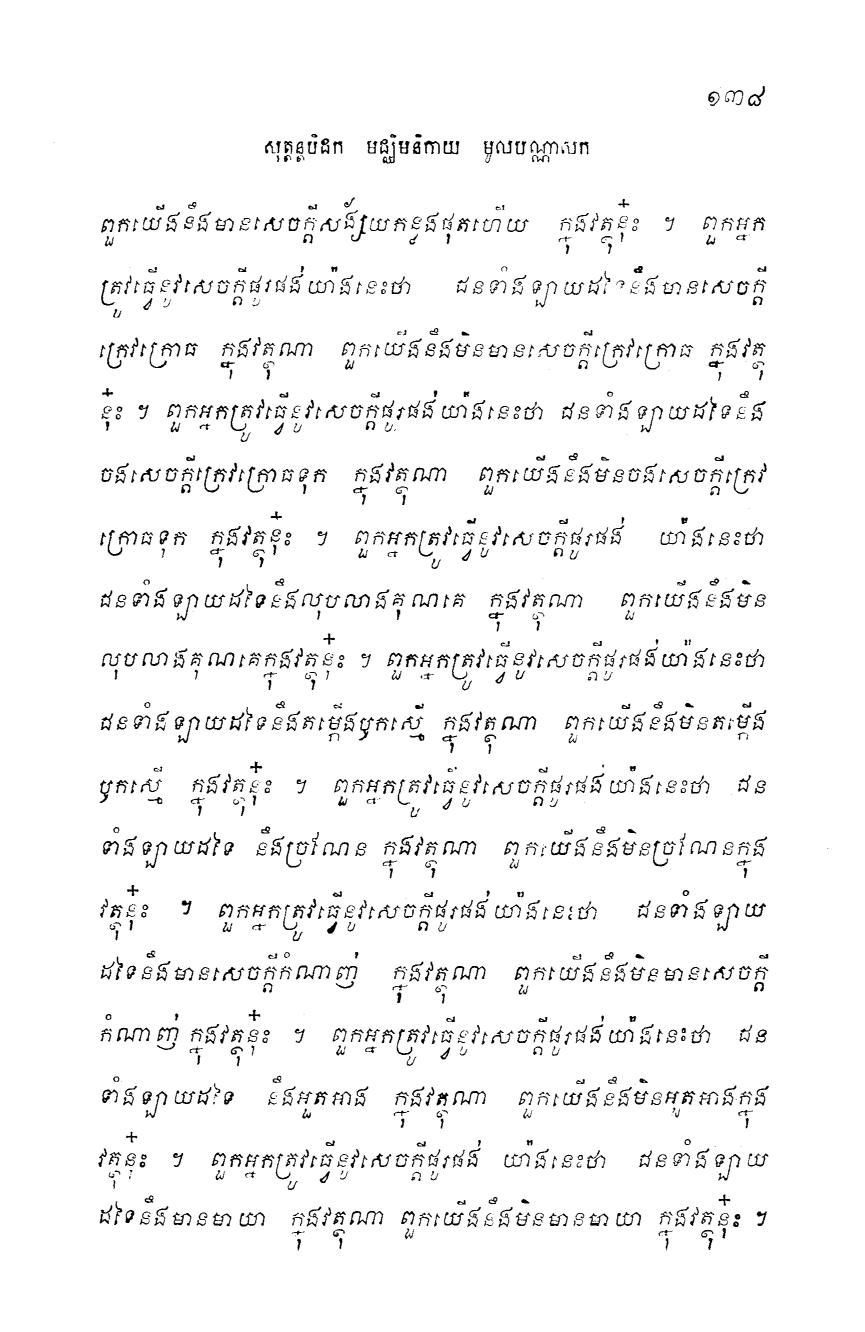 ១៣៨
សុត្តន្តបិដក មជ្ឈិមនិកាយ មូលបណ្ណាសក
ពួកយើងនឹងមានសេចក្តីសង្ស័យកន្លងផុតហើយ ក្នុងវត្ថុនុ៎ះ ។ ពួកអ្នក
ត្រូវធ្វើនូវសេចក្តីផូរផង់យ៉ាងនេះថា ជនទាំងឡាយដទៃនឹងមានសេចក្តី
ក្រេវក្រោធ ក្នុងវត្ថុណា ពួកយើងនឹងមិនមានសេចក្តីក្រេវក្រោធ ក្នុងវត្ថុ
នុ៎ះ ។ ពួកអ្នកត្រូវធ្វើនូវសេចក្តីផូរផង់យ៉ាងនេះថា ជនទាំងឡាយដទៃនឹង
ចងសេចក្តីក្រេវក្រោធទុក ក្នុងវត្ថុណា ពួកយើងនឹងមិនចងសេចក្តីក្រេវ
ក្រោធទុក ក្នុងវត្ថុនុ៎ះ ។ ពួកអ្នកត្រូវធ្វើនូវសេចក្តីផូរផង់ យ៉ាងនេះថា
ជនទាំងឡាយដទៃនឹងលុបលាងគុណគេ ក្នុងវត្ថុណា ពួកយើងនឹងមិន
លុបលាងគុណគេក្នុងវត្ថុនុ៎ះ ។ ពួកអ្នកត្រូវធ្វើនូវសេចក្តីផូរផង់យ៉ាងនេះថា
ជនទាំងឡាយដទៃនឹងតម្កើងឫកស្មើ ក្នុងវត្ថុណា ពួកយើងនឹងមិនតម្កើង
ឫកស្មើ ក្នុងវត្ថុនុ៎ះ ។ ពួកអ្នកត្រូវធ្វើនូវសេចក្តីផូរផង់យ៉ាងនេះថា ជន
ទាំងឡាយដទៃ នឹងច្រណែន ក្នុងវត្ថុណា ពួកយើងនឹងមិនច្រណែនក្នុង
វត្ថុនុ៎ះ ។ ពួកអ្នកត្រូវធ្វើនូវសេចក្តីផូរផង់យ៉ាងនេះថា ជនទាំងឡាយ
ដទៃនឹងមានសេចក្តីកំណាញ់ ក្នុងវត្ថុណា ពួកយើងនឹងមិនមានសេចក្តី
កំណាញ់ ក្នុងវត្ថុនុ៎ះ ។ ពួកអ្នកត្រូវធ្វើនូវសេចក្តីផូរផង់យ៉ាងនេះថា ជន
ទាំងឡាយដទៃ នឹងអួតអាង ក្នុងវត្ថុណា ពួកយើងនឹងមិនអួតអាងក្នុង
វត្ថុនុ៎ះ ។ ពួកអ្នកត្រូវធ្វើនូវសេចក្តីផូរផង់ យ៉ាងនេះថា ជនទាំងឡាយ
ដទៃនឹងមានមាយា ក្នុងវត្ថុណា ពួកយើងនឹងមិនមានមាយា ក្នុងវត្ថុនុ៎ះ ។